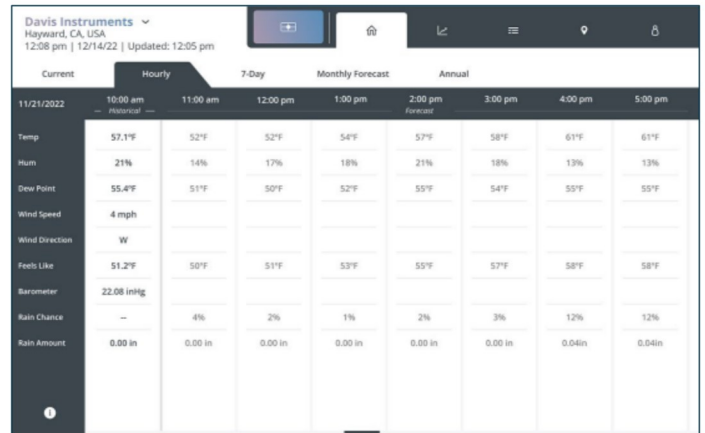 Davis Instruments
Hayward, CA, USA
12:08 pm | 12/14/22 | Updated: 12:05 pm
Current Hourly 7-Day Monthly Forecast Annual
11/21/2022 10:00 am 11:00 am 12:00 pm 1:00 pm 2:00 pm 3:00 pm 4:00 pm 5:00 pm
— Historical — Forecast
Temp 57.1°F 52°F 52°F 54°F 57°F 58°F 61°F 61°F
Hum 21% 14% 17% 18% 21% 18% 13% 13%
Dew Point 55.4°F 51°F 50°F 52°F 55°F 54°F 55°F 55°F
Wind Speed 4 mph
Wind Direction W
Feels Like 51.2°F 50°F 51°F 53°F 55°F 57°F 58°F 58°F
Barometer 22.08 inHg
Rain Chance — 4% 2% 1% 2% 3% 12% 12%
Rain Amount 0.00 in 0.00 in 0.00 in 0.00 in 0.00 in 0.00 in 0.04in 0.04in